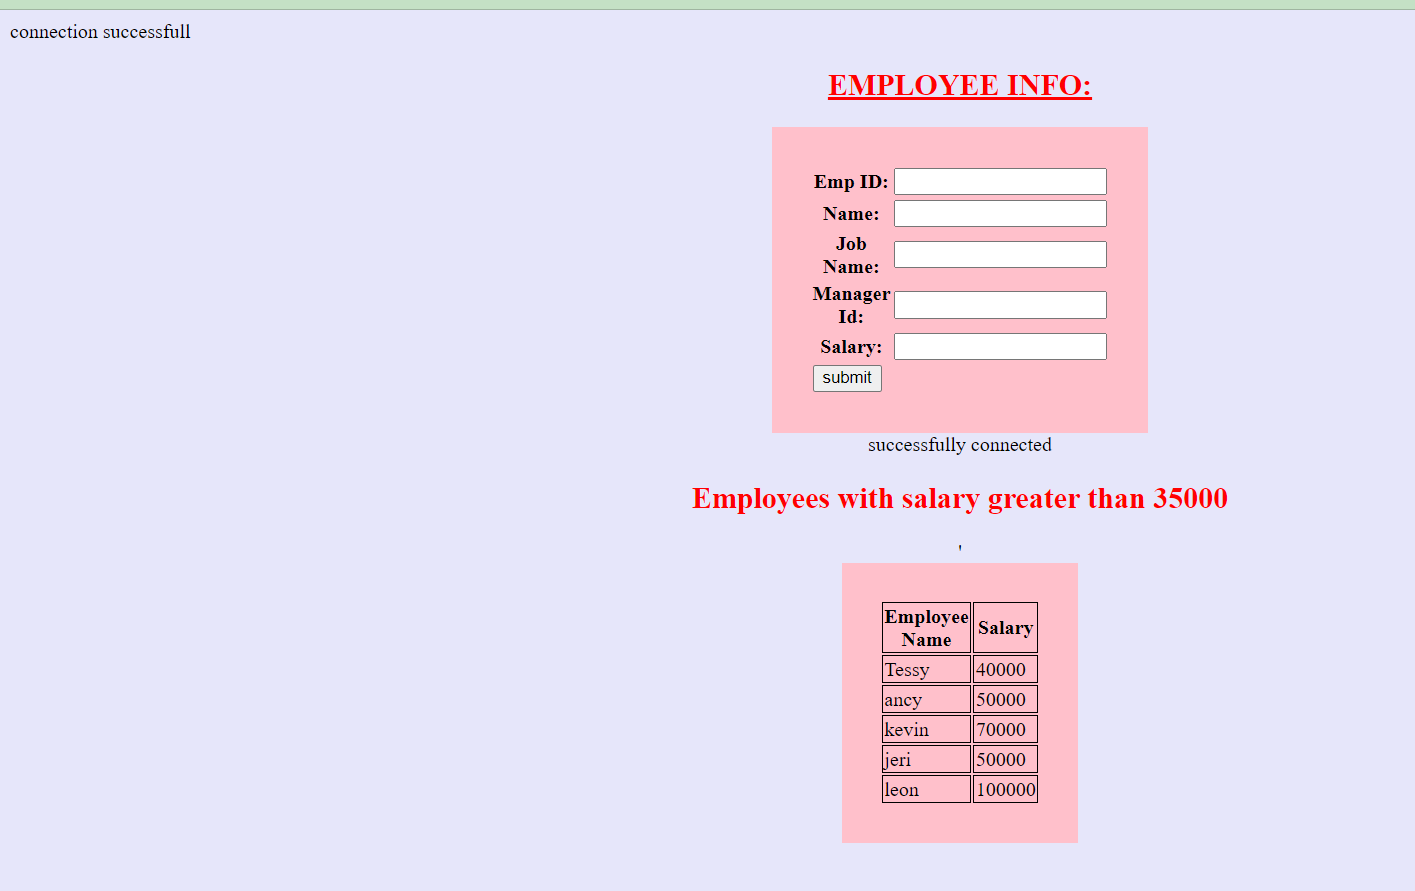 connection successfull
EMPLOYEE INFO:
Emp ID:
Name:
Job
Name:
Manager
Id:
Salary:
submit
successfully connected
Employees with salary greater than 35000
'
Employee Name Salary
Tessy 40000
ancy 50000
kevin 70000
jeri 50000
leon 100000